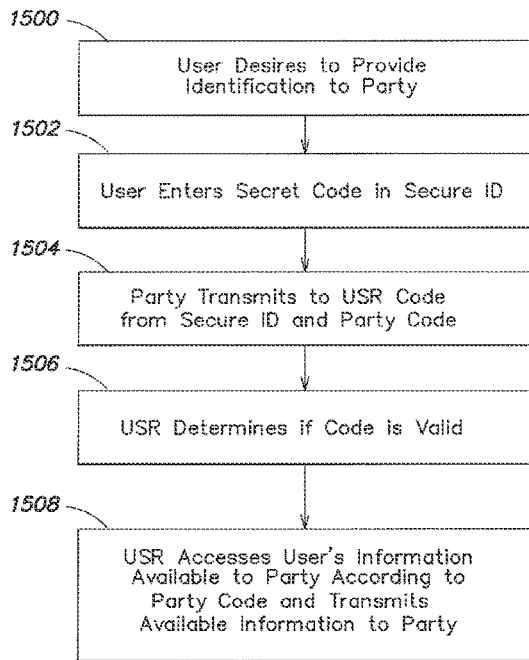 1500
User Desires to Provide
Identification to Party
1502
User Enters Secret Code in Secure ID
1504
Party Transmits to USR Code
from Secure ID and Party Code
1506
USR Determines if Code is Valid
1508
USR Accesses User's Information
Available to Party According to
Party Code and Transmits
Available Information to Party